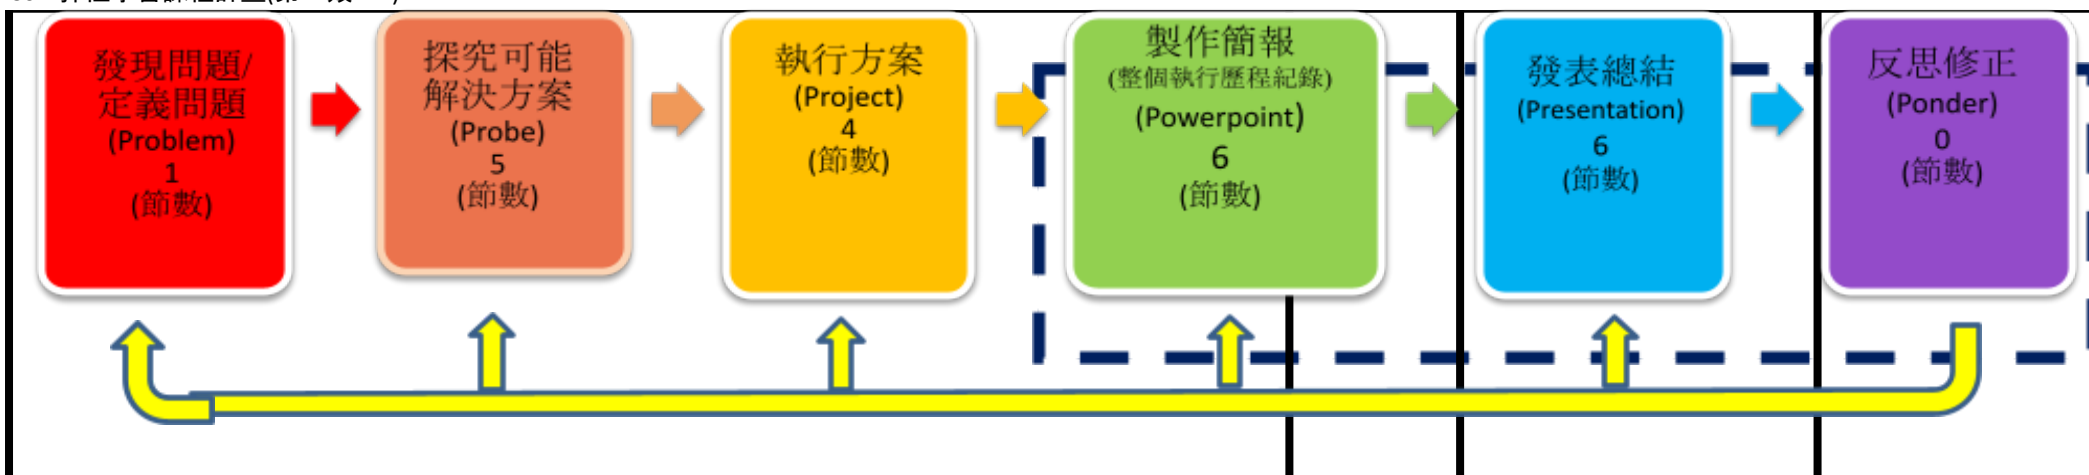 發現問題/
定義問題
(Problem)
1
(節數)
探究可能
解決方案
(Probe)
5
(節數)
執行方案
(Project)
4
(節數)
製作簡報
(整個執行歷程紀錄)
(Powerpoint)
6
(節數)
發表總結
(Presentation)
6
(節數)
反思修正
(Ponder)
0
(節數)